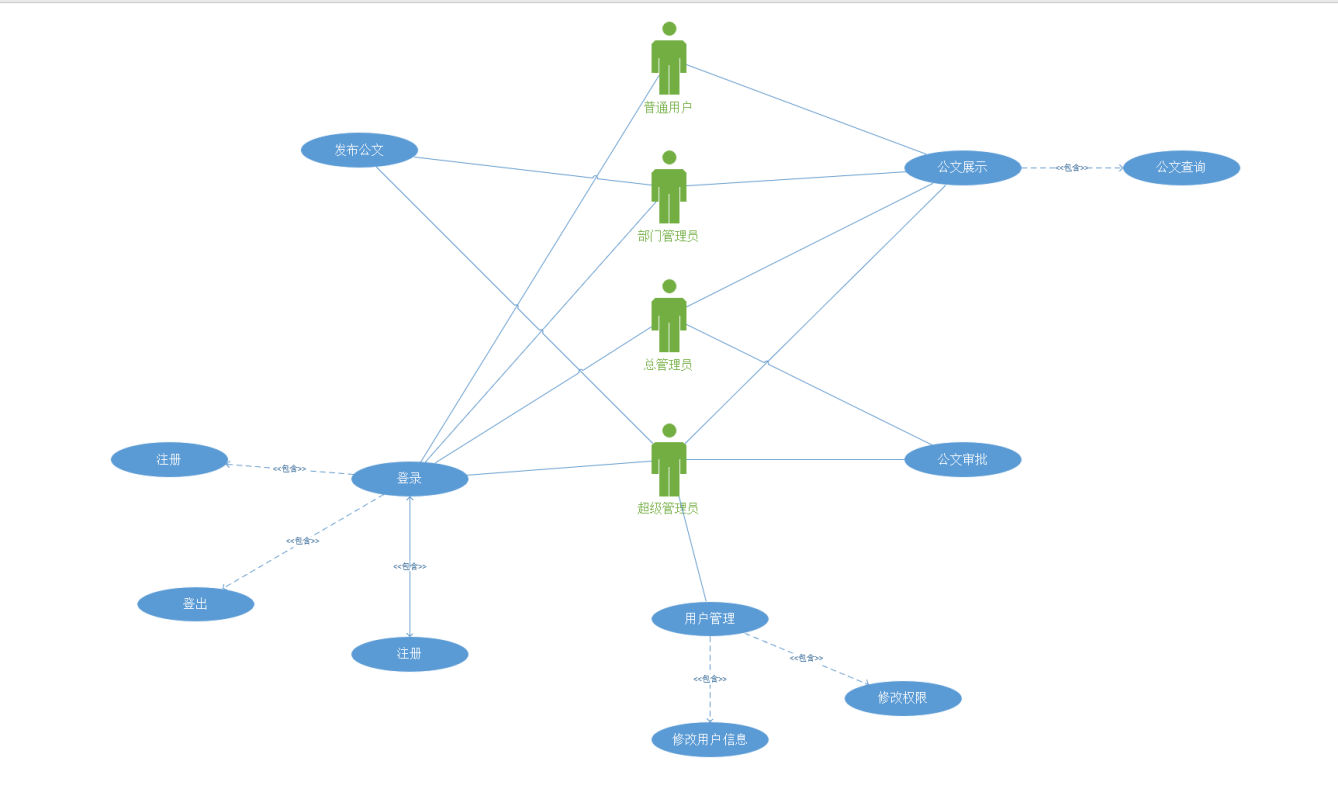 普通用户
发布公文
公文展示
<<包含>>
公文查询
部门管理员
总管理员
注册
<<包含>>
登录
公文审批
超级管理员
<<包含>>
<<包含>>
登出
用户管理
注册
<<包含>>
<<包含>>
修改权限
修改用户信息